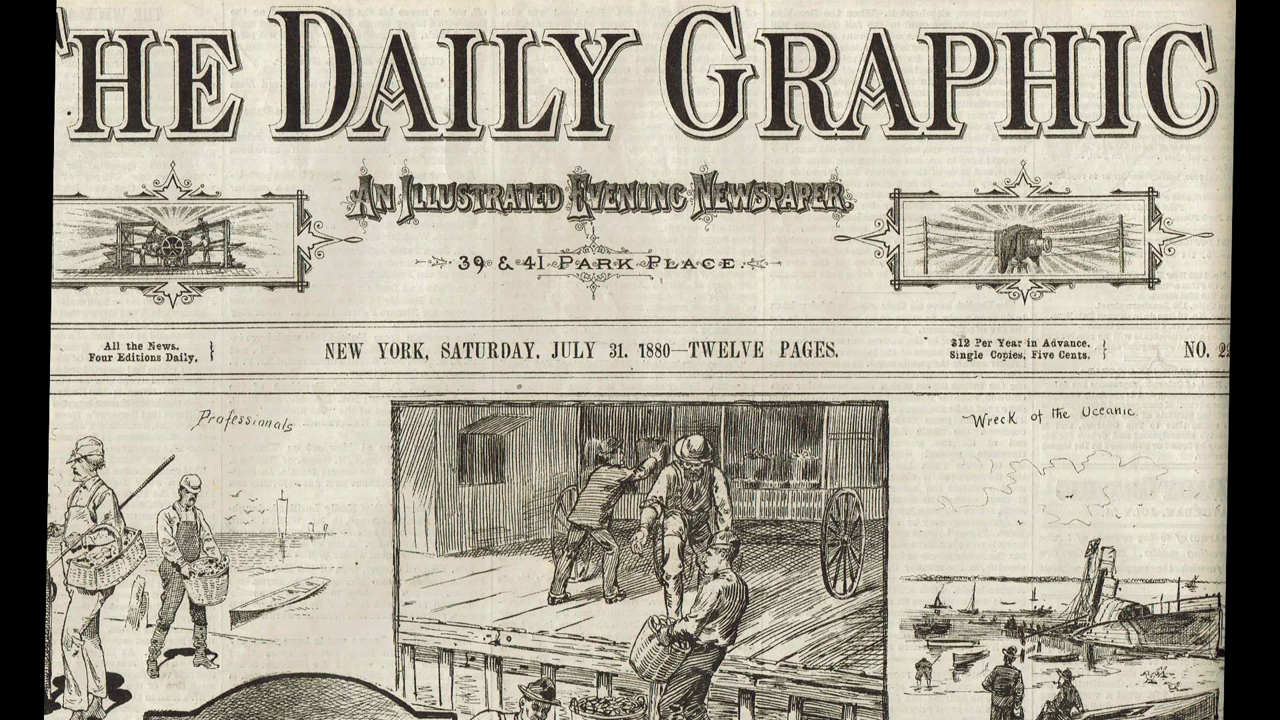 THE DAILY GRAPHIC
AN ILLUSTRATED EVENING NEWSPAPER.
39 & 41 PARK PLACE.
All the News.
Four Editions Daily.
NEW YORK, SATURDAY, JULY 31, 1880—TWELVE PAGES.
$12 Per Year in Advance.
Single Copies, Five Cents.
NO.
Professionals
Wreck of the Oceanic